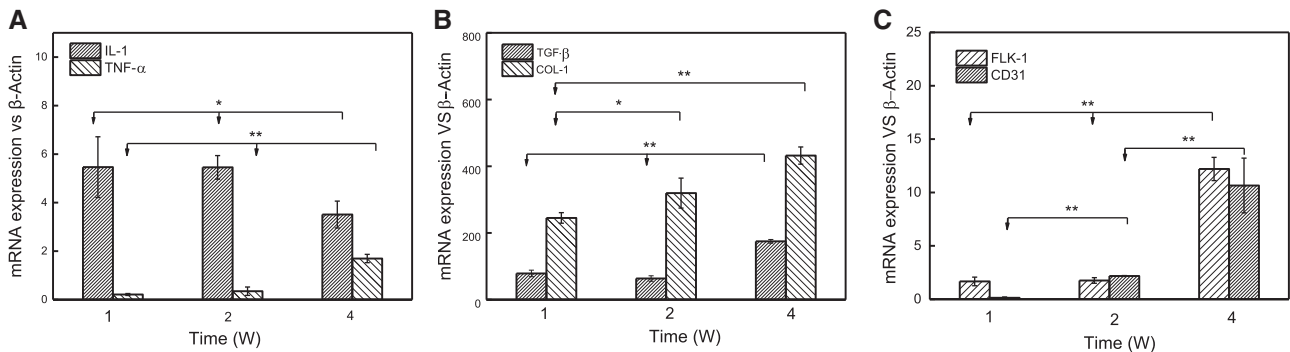 A
mRNA expression vs β-Actin
10
8
6
4
2
0
IL-1
TNF-α
*
**
1 2 4
Time (W)
B
mRNA expression VS β-Actin
800
600
400
200
0
TGF-β
COL-1
**
*
**
1 2 4
Time (W)
C
mRNA expression VS β-Actin
25
20
15
10
5
0
FLK-1
CD31
**
**
**
1 2 4
Time (W)